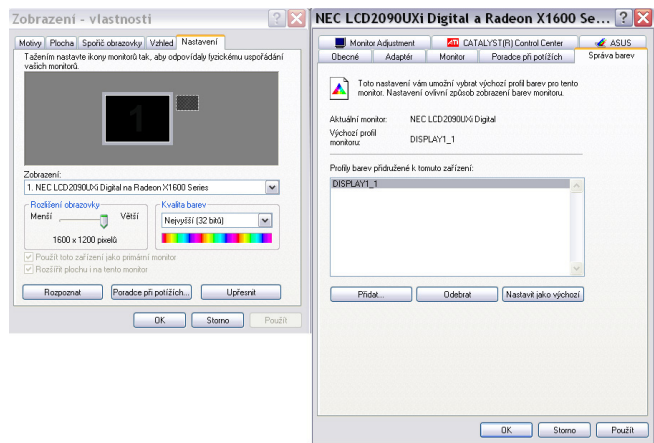 Zobrazení - vlastnosti
Motivy Plocha Spořič obrazovky Vzhled Nastavení
Tažením nastavte ikony monitorů tak, aby odpovídaly fyzickému uspořádání
vašich monitorů.
1
Zobrazení:
1. NEC LCD2090UXi Digital na Radeon X1600 Series
Rozlišení obrazovky
Menší Větší
1600 x 1200 pixelů
Kvalita barev
Nejvyšší (32 bitů)
Použít toto zařízení jako primární monitor
Rozšířit plochu i na tento monitor
Rozpoznat Poradce při potížích... Upřesnit
OK Storno Použít
NEC LCD2090UXi Digital a Radeon X1600 Se...
Monitor Adjustment ATI CATALYST(R) Control Center ASUS
Obecné Adaptér Monitor Poradce při potížích Správa barev
Toto nastavení vám umožní vybrat výchozí profil barev pro tento
monitor. Nastavení ovlivní způsob zobrazení barev monitoru.
Aktuální monitor: NEC LCD2090UXi Digital
Výchozí profil
monitoru: DISPLAY1_1
Profily barev přidružené k tomuto zařízení:
DISPLAY1_1
Přidat... Odebrat Nastavit jako výchozí
OK Storno Použít